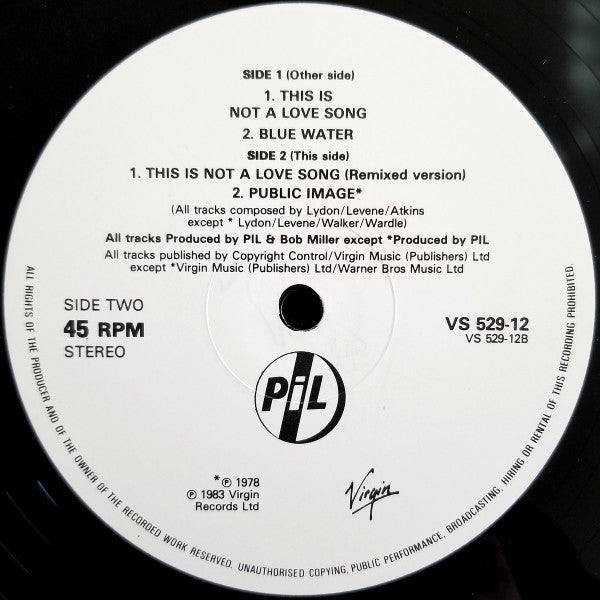 SIDE 1 (Other side)
1. THIS IS
NOT A LOVE SONG
2. BLUE WATER
SIDE 2 (This side)
1. THIS IS NOT A LOVE SONG (Remixed version)
2. PUBLIC IMAGE*
(All tracks composed by Lydon/Levene/Atkins
except * Lydon/Levene/Walker/Wardle)
All tracks Produced by PIL & Bob Miller except *Produced by PIL
All tracks published by Copyright Control/Virgin Music (Publishers) Ltd
except *Virgin Music (Publishers) Ltd/Warner Bros Music Ltd
SIDE TWO
45 RPM
STEREO
VS 529-12
VS 529-12B
PiL
* ℗ 1978
℗ 1983 Virgin
Records Ltd
Virgin
ALL RIGHTS OF THE PRODUCER AND OF THE OWNER OF THE RECORDED WORK RESERVED. UNAUTHORISED COPYING, PUBLIC PERFORMANCE, BROADCASTING, HIRING OR RENTAL OF THIS RECORDING PROHIBITED.